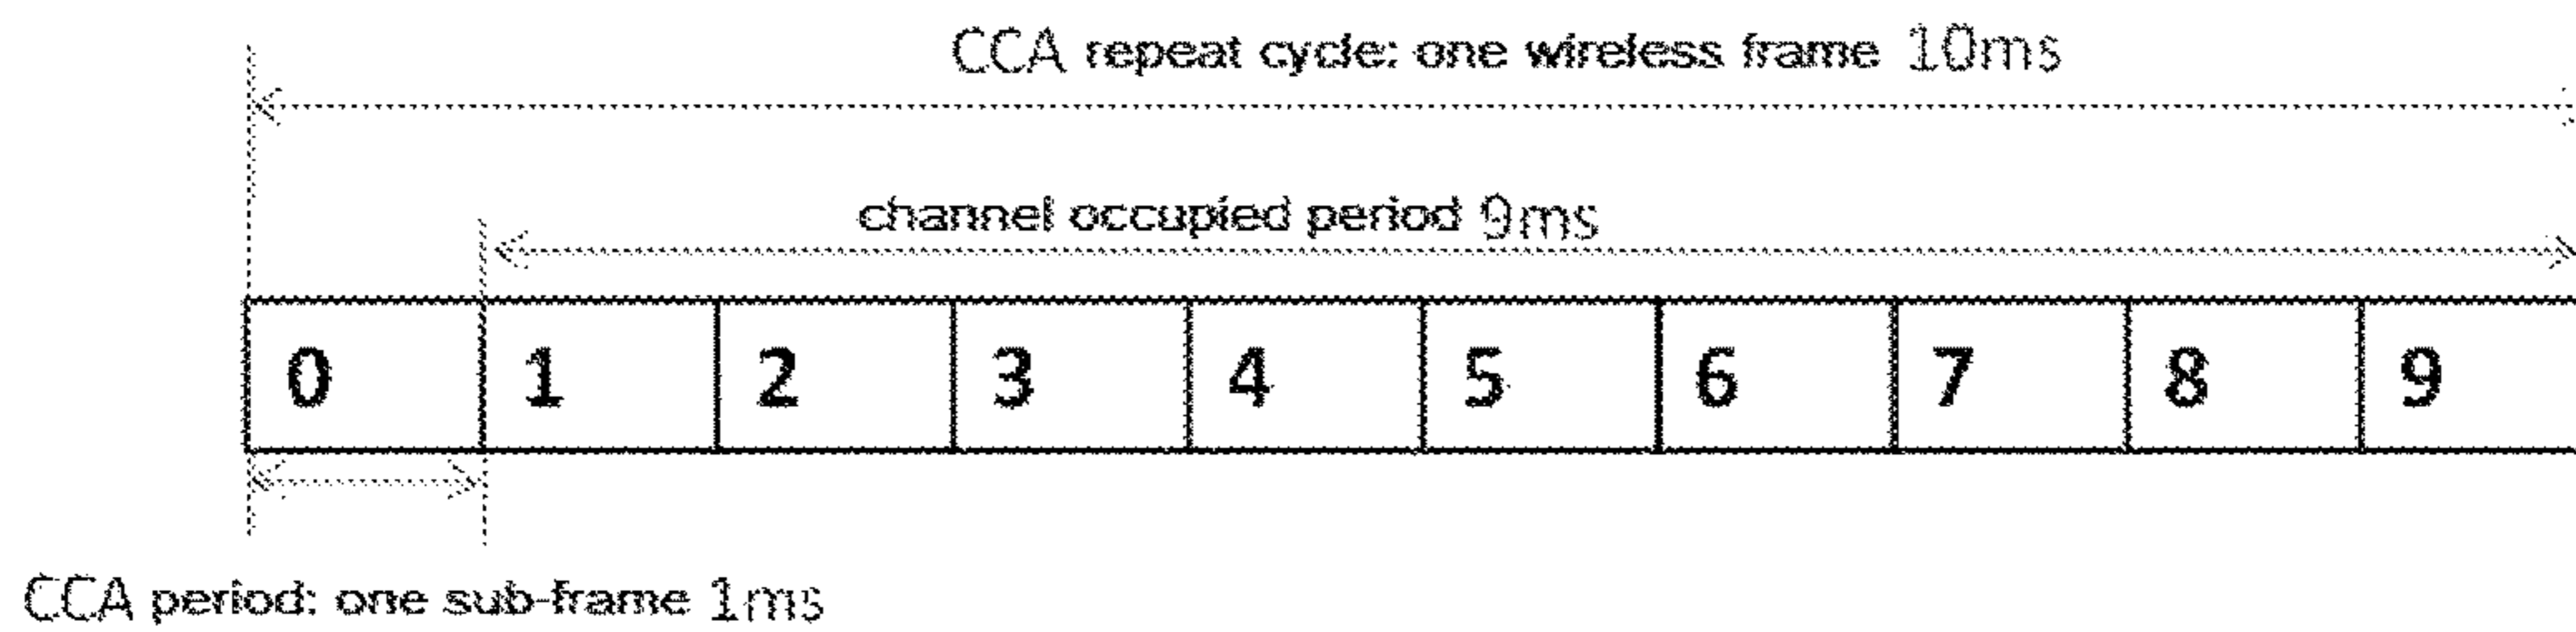 CCA repeat cycle: one wireless frame 10ms
channel occupied period 9ms
0 1 2 3 4 5 6 7 8 9
CCA period: one sub-frame 1ms